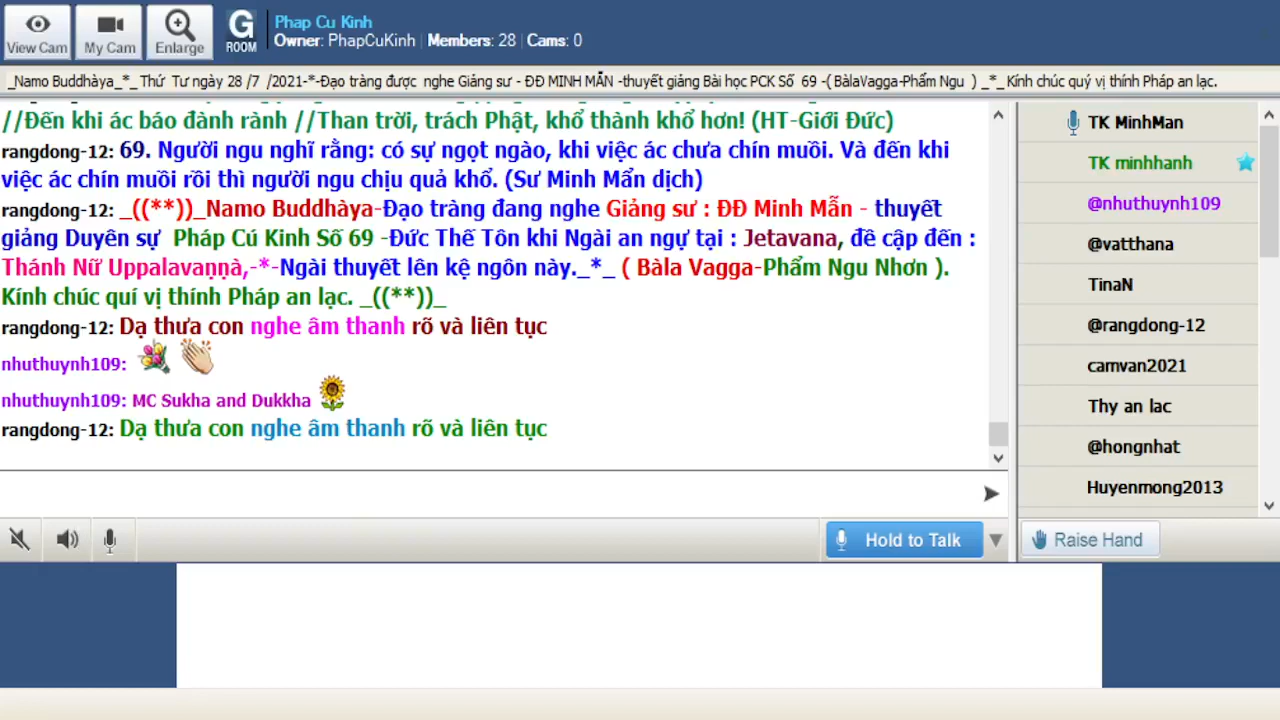 View Cam
My Cam
Enlarge
G
ROOM
Phap Cu Kinh
Owner: PhapCuKinh | Members: 28 | Cams: 0
_Namo Buddhàya_*_Thứ Tư ngày 28 /7 /2021-*-Đạo tràng được nghe Giảng sư - ĐĐ MINH MẪN -thuyết giảng Bài học PCK Số 69 -( BàlaVagga-Phẩm Ngu ) _*_Kính chúc quý vị thính Pháp an lạc.
//Đến khi ác báo đành rành //Than trời, trách Phật, khổ thành khổ hơn! (HT-Giới Đức)
rangdong-12: 69. Người ngu nghĩ rằng: có sự ngọt ngào, khi việc ác chưa chín muồi. Và đến khi
việc ác chín muồi rồi thì người ngu chịu quả khổ. (Sư Minh Mẩn dịch)
rangdong-12: _((**))_Namo Buddhàya-Đạo tràng đang nghe Giảng sư : ĐĐ Minh Mẫn - thuyết
giảng Duyên sự Pháp Cú Kinh Số 69 -Đức Thế Tôn khi Ngài an ngự tại : Jetavana, đề cập đến :
Thánh Nữ Uppalavaṇṇà,-*-Ngài thuyết lên kệ ngôn này._*_ ( Bàla Vagga-Phẩm Ngu Nhơn ).
Kính chúc quí vị thính Pháp an lạc. _((**))_
rangdong-12: Dạ thưa con nghe âm thanh rõ và liên tục
nhuthuynh109:
nhuthuynh109: MC Sukha and Dukkha
rangdong-12: Dạ thưa con nghe âm thanh rõ và liên tục
TK MinhMan
TK minhhanh
@nhuthuynh109
@vatthana
TinaN
@rangdong-12
camvan2021
Thy an lac
@hongnhat
Huyenmong2013
Hold to Talk
Raise Hand